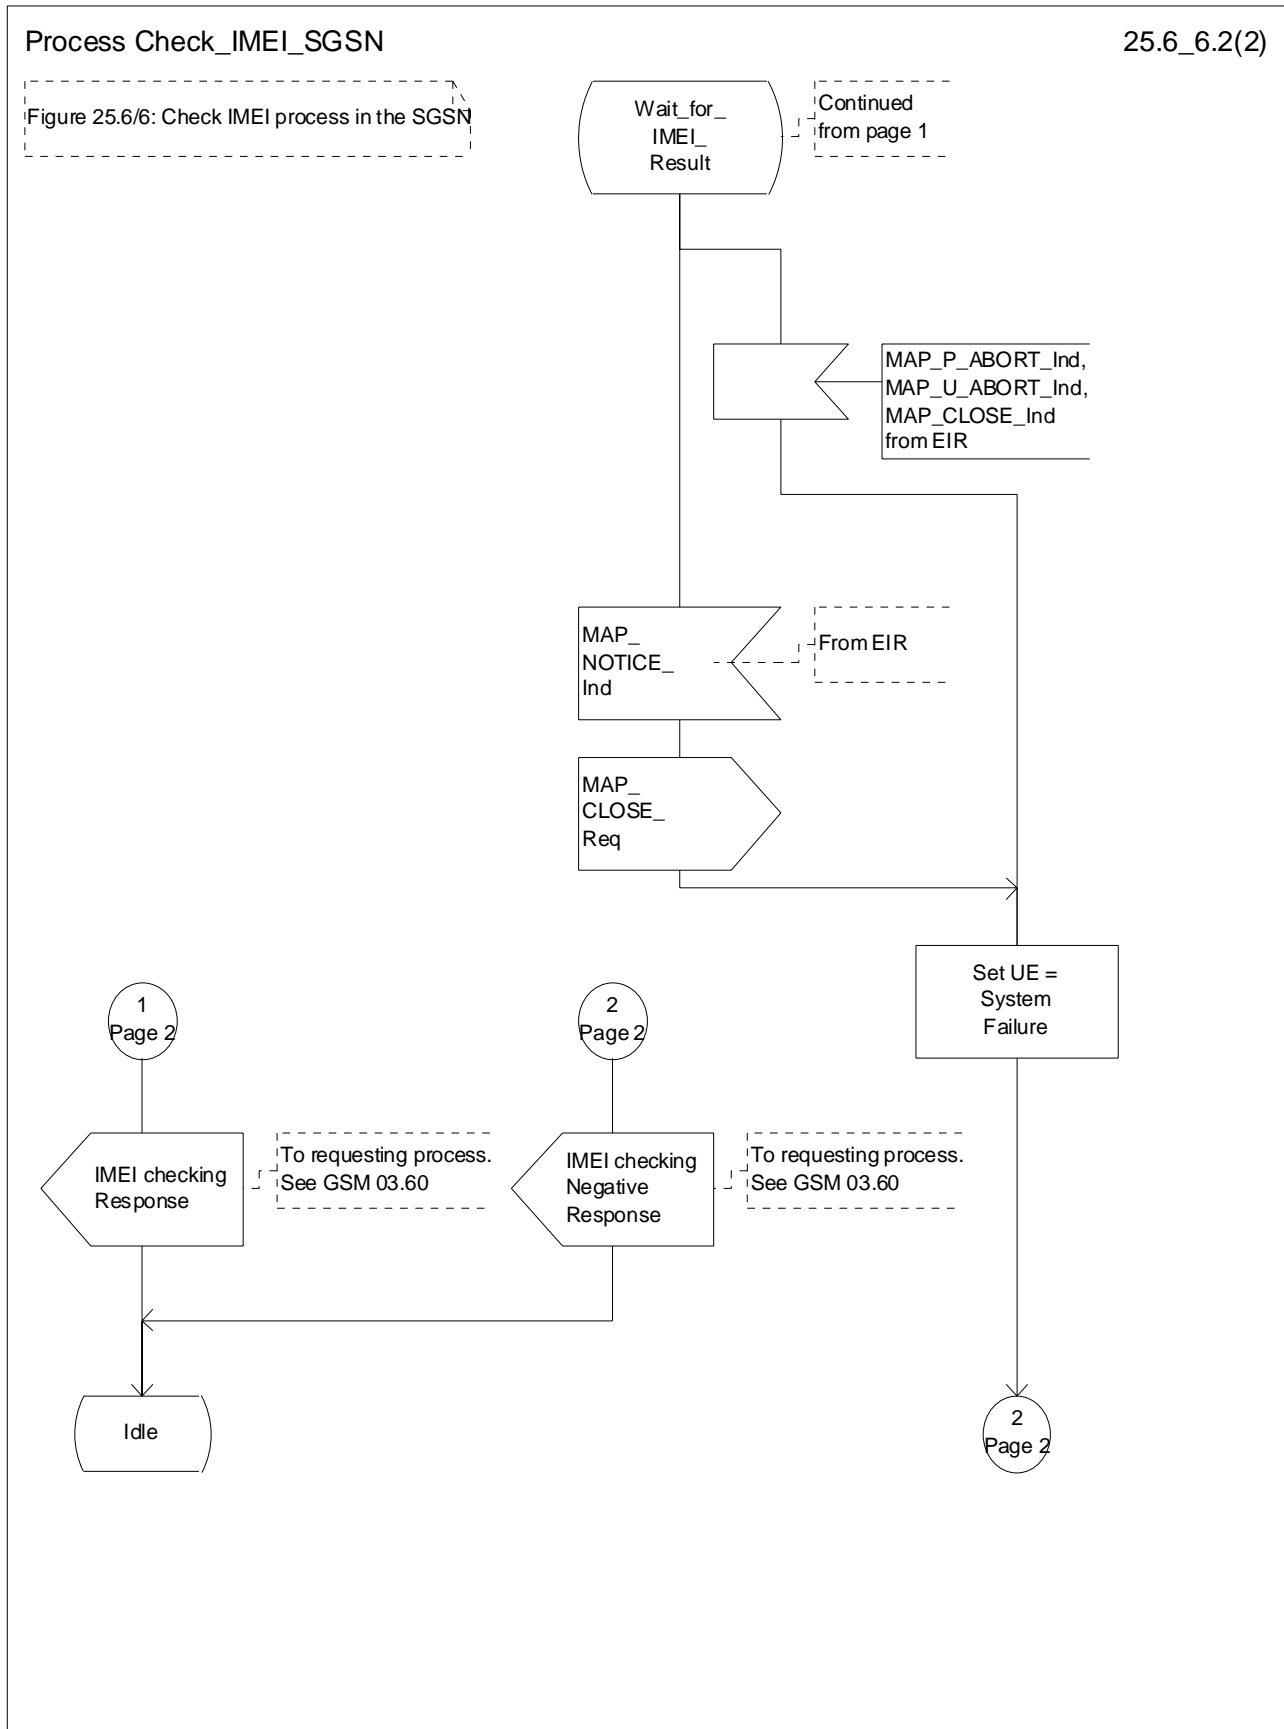 Process Check_IMEI_SGSN
25.6_6.2(2)
Figure 25.6/6: Check IMEI process in the SGSN
Wait_for_
IMEI_
Result
Continued
from page 1
MAP_P_ABORT_Ind,
MAP_U_ABORT_Ind,
MAP_CLOSE_Ind
from EIR
MAP_
NOTICE_
Ind
From EIR
MAP_
CLOSE_
Req
Set UE =
System
Failure
1
Page 2
2
Page 2
IMEI checking
Response
To requesting process.
See GSM 03.60
IMEI checking
Negative
Response
To requesting process.
See GSM 03.60
Idle
2
Page 2